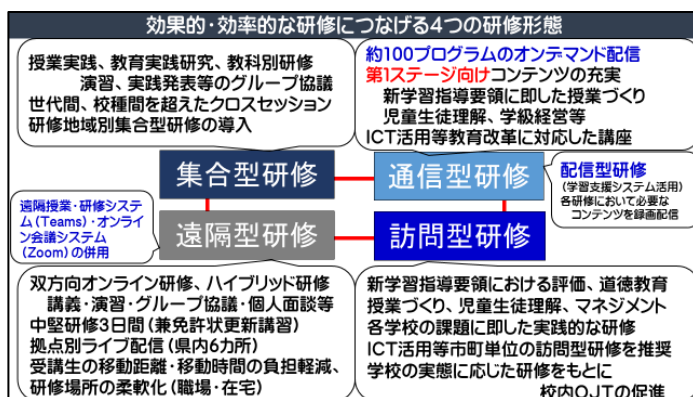 効果的・効率的な研修につなげる4つの研修形態
授業実践、教育実践研究、教科別研修
演習、実践発表等のグループ協議
世代間、校種間を超えたクロスセッション
研修地域別集合型研修の導入
約100プログラムのオンデマンド配信
第1ステージ向けコンテンツの充実
新学習指導要領に即した授業づくり
児童生徒理解、学級経営等
ICT活用等教育改革に対応した講座
集合型研修
通信型研修
配信型研修
(学習支援システム活用)
各研修において必要な
コンテンツを録画配信
遠隔授業・研修システ
ム(Teams)・オンライ
ン会議システム
(Zoom)の併用
遠隔型研修
訪問型研修
双方向オンライン研修、ハイブリッド研修
講義・演習・グループ協議・個人面談等
中堅研修3日間(兼免許状更新講習)
拠点別ライブ配信(県内6カ所)
受講生の移動距離・移動時間の負担軽減、
研修場所の柔軟化(職場・在宅)
新学習指導要領における評価、道徳教育
授業づくり、児童生徒理解、マネジメント
各学校の課題に即した実践的な研修
ICT活用等市町単位の訪問型研修を推奨
学校の実態に応じた研修をもとに
校内OJTの促進